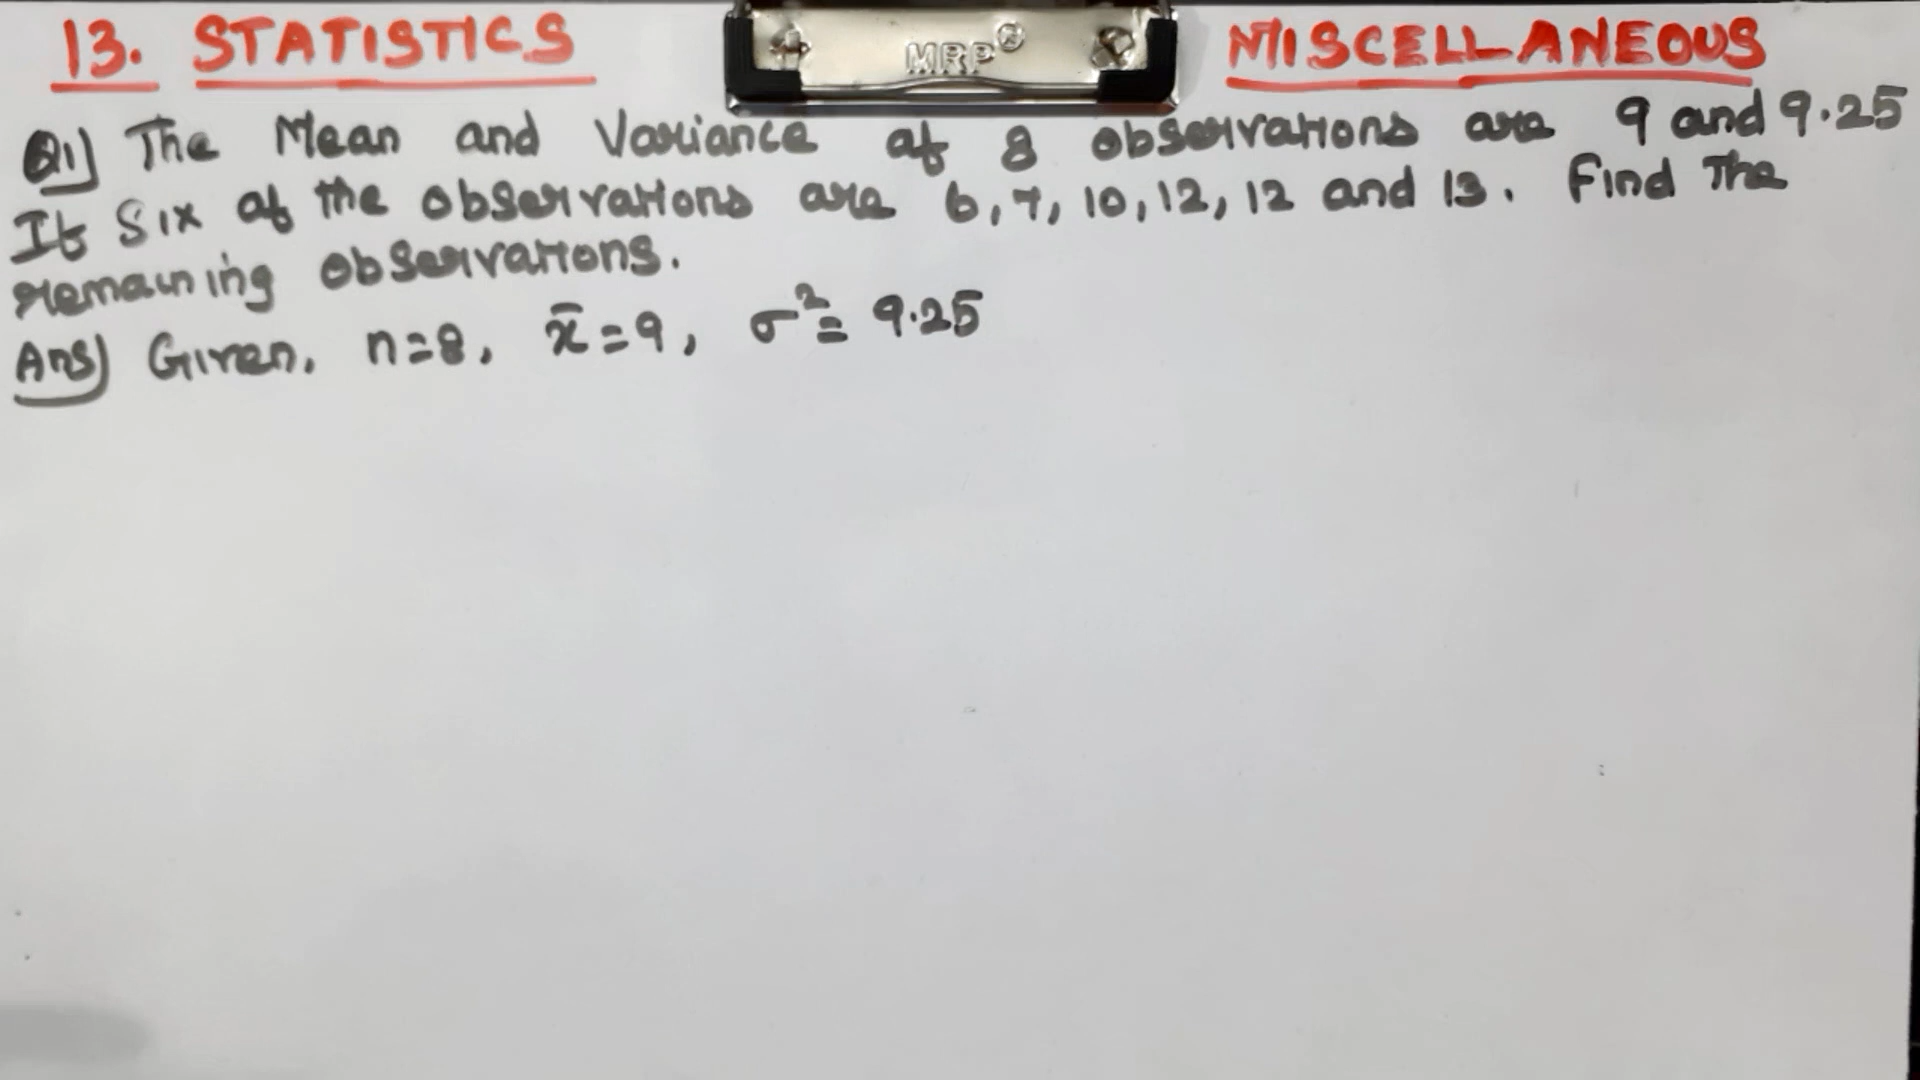 13. STATISTICS
MRP®
MISCELLANEOUS
Q1) The Mean and Variance of 8 observations are 9 and 9.25
If Six of the observations are 6, 7, 10, 12, 12 and 13. Find The
remaining observations.
Ans) Given, n=8, x̄=9, σ²= 9.25